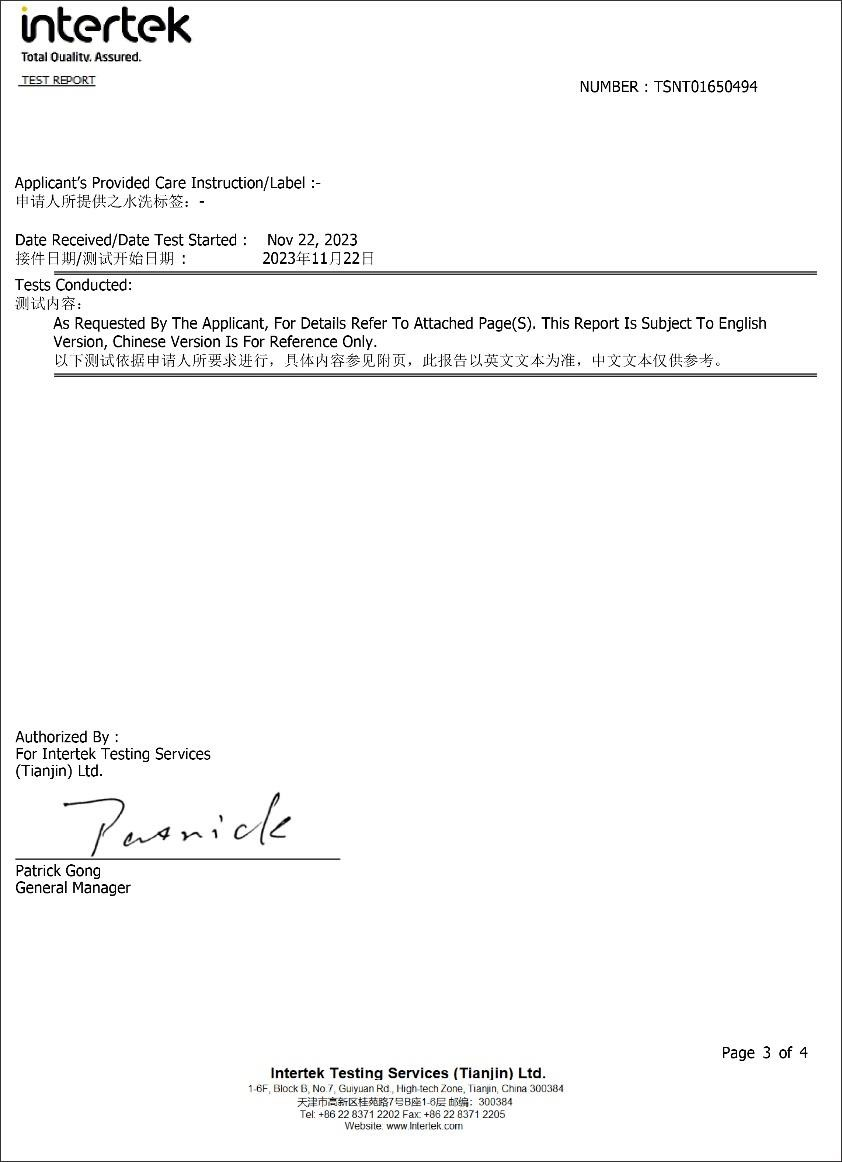 intertek
Total Quality. Assured.
TEST REPORT
NUMBER : TSNT01650494
Applicant's Provided Care Instruction/Label :-
申请人所提供之水洗标签：-
Date Received/Date Test Started : Nov 22, 2023
接件日期/测试开始日期 : 2023年11月22日
Tests Conducted:
测试内容：
As Requested By The Applicant, For Details Refer To Attached Page(S). This Report Is Subject To English
Version, Chinese Version Is For Reference Only.
以下测试依据申请人所要求进行，具体内容参见附页，此报告以英文文本为准，中文文本仅供参考。
Authorized By :
For Intertek Testing Services
(Tianjin) Ltd.
Patrick
Patrick Gong
General Manager
Page 3 of 4
Intertek Testing Services (Tianjin) Ltd.
1-6F, Block B, No.7, Guiyuan Rd., High-tech Zone, Tianjin, China 300384
天津市高新区桂苑路7号B座1-6层 邮编：300384
Tel: +86 22 8371 2202 Fax: +86 22 8371 2205
Website: www.Intertek.com